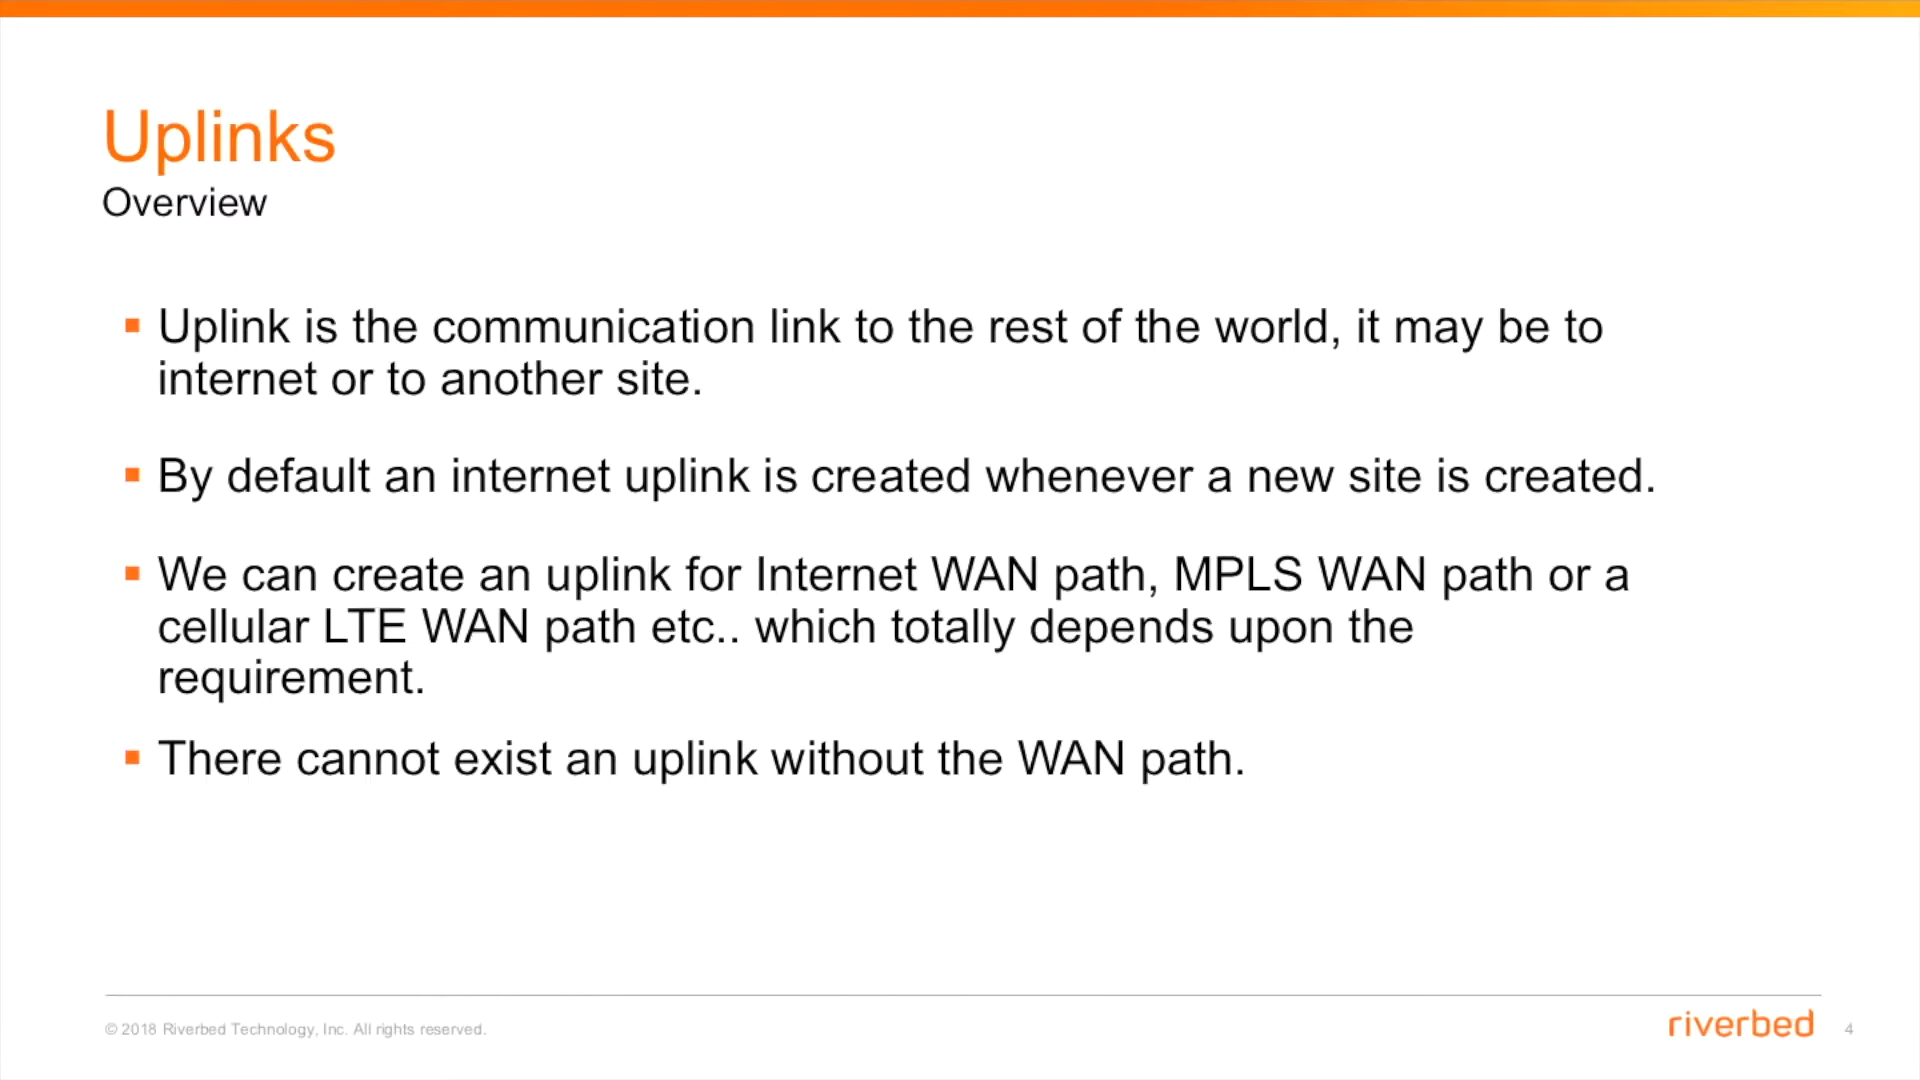 Uplinks
Overview
Uplink is the communication link to the rest of the world, it may be to
internet or to another site.
By default an internet uplink is created whenever a new site is created.
We can create an uplink for Internet WAN path, MPLS WAN path or a
cellular LTE WAN path etc.. which totally depends upon the
requirement.
There cannot exist an uplink without the WAN path.
© 2018 Riverbed Technology, Inc. All rights reserved.
riverbed
4